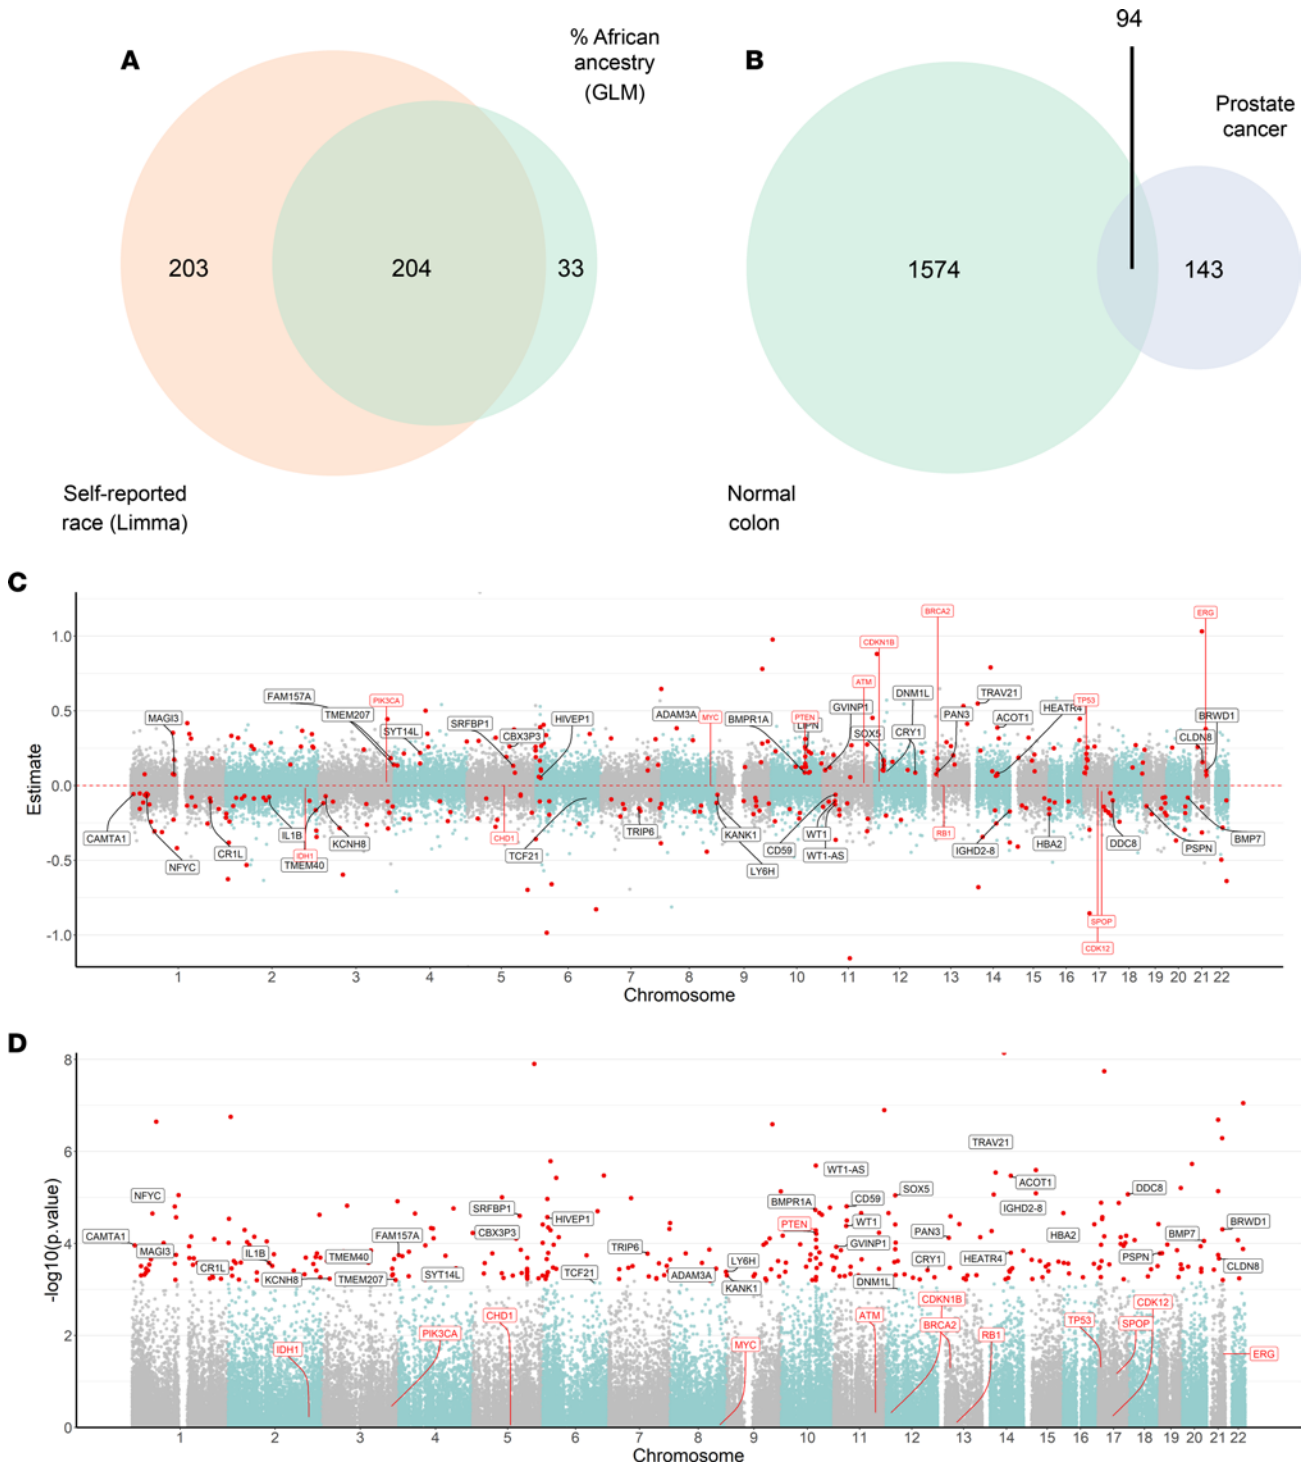 A
% African
ancestry
(GLM)
203
204
33
Self-reported
race (Limma)
B
94
Prostate
cancer
1574
143
Normal
colon
C
Estimate
1.0
0.5
0.0
-0.5
-1.0
BRCA2
ERG
CDKN1B
ATM
FAM157A
PIK3CA
TMEM207
MAGI3
SYT14L
SRFBP1
CBX3P3
HIVEP1
ADAM3A
MYC
BMPR1A
PTEN
GVINP1
SOX5
DNM1L
CRY1
PAN3
TRAV21
ACOT1
HEATR4
TP53
BRWD1
CLDN8
CAMTA1
NFYC
CR1L
IL1B
IDH1
TMEM40
KCNH8
CHD1
TCF21
TRIP6
KANK1
LY6H
CD59
WT1
WT1-AS
RB1
IGHD2-8
HBA2
DDC8
PSPN
BMP7
SPOP
CDK12
1 2 3 4 5 6 7 8 9 10 11 12 13 14 15 16 17 18 19 20 21 22
Chromosome
D
-log10(p.value)
8
6
4
2
0
TRAV21
NFYC
WT1-AS
ACOT1
SOX5
DDC8
BMPR1A
CD59
SRFBP1
IGHD2-8
HIVEP1
PTEN
WT1
BRWD1
CAMTA1
MAGI3
CR1L
IL1B
KCNH8
TMEM40
TMEM207
FAM157A
SYT14L
CBX3P3
TCF21
TRIP6
ADAM3A
LY6H
KANK1
GVINP1
DNM1L
PAN3
CRY1
HEATR4
HBA2
PSPN
BMP7
CLDN8
IDH1
PIK3CA
CHD1
MYC
ATM
CDKN1B
BRCA2
RB1
TP53
SPOP
CDK12
ERG
1 2 3 4 5 6 7 8 9 10 11 12 13 14 15 16 17 18 19 20 21 22
Chromosome